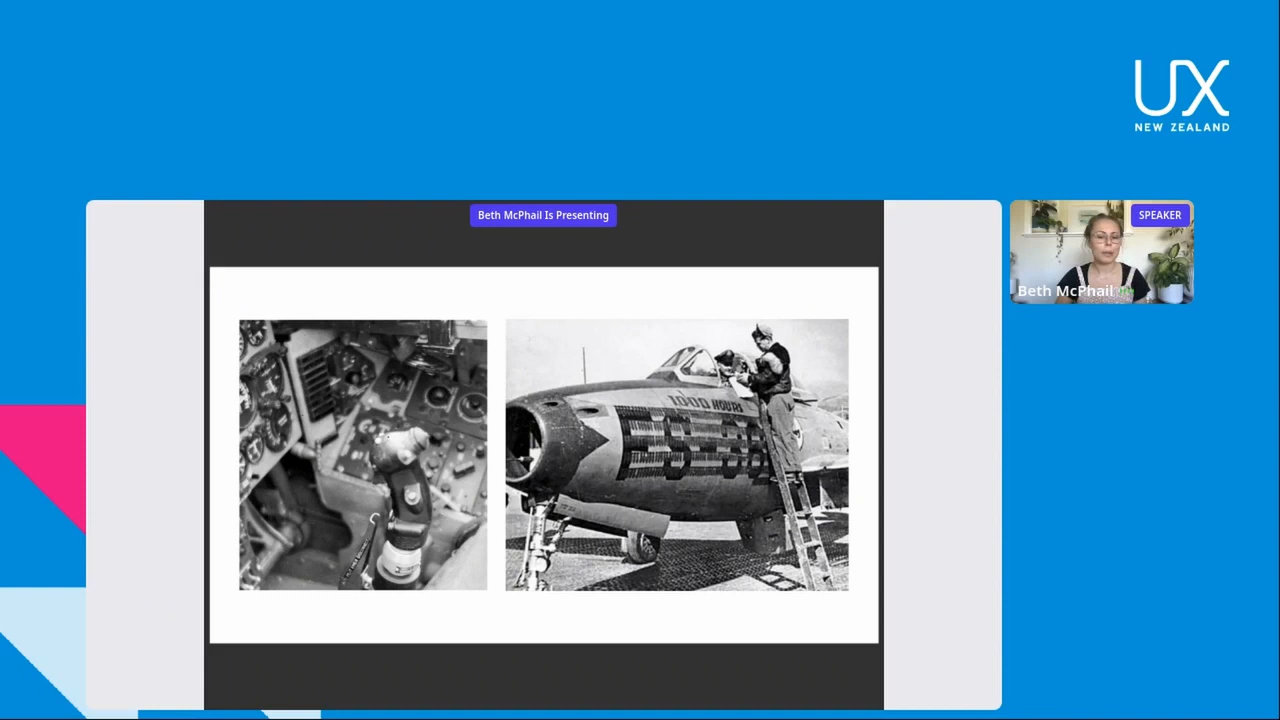 UX
NEW ZEALAND
Beth McPhail Is Presenting
SPEAKER
Beth McPhail
1000 HOURS